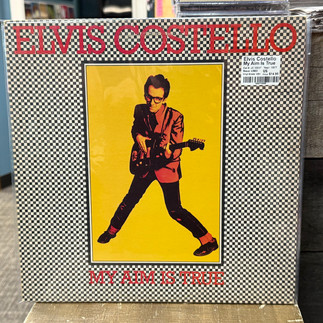 ELVIS COSTELLO
Elvis Costello
My Aim Is True
MY AIM IS TRUE